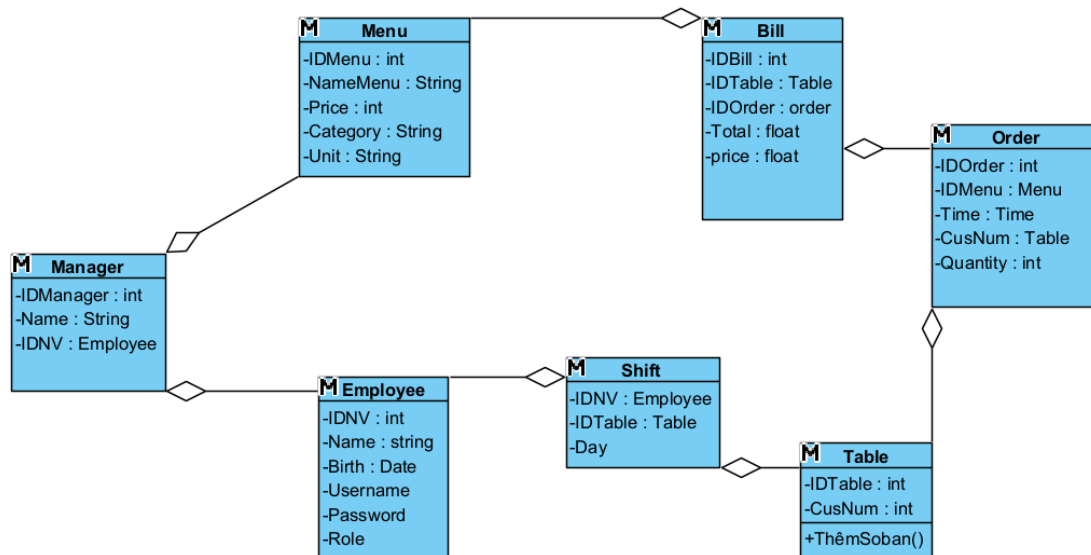 M Menu
-IDMenu : int
-NameMenu : String
-Price : int
-Category : String
-Unit : String
M Bill
-IDBill : int
-IDTable : Table
-IDOrder : order
-Total : float
-price : float
M Order
-IDOrder : int
-IDMenu : Menu
-Time : Time
-CusNum : Table
-Quantity : int
M Manager
-IDManager : int
-Name : String
-IDNV : Employee
M Employee
-IDNV : int
-Name : string
-Birth : Date
-Username
-Password
-Role
M Shift
-IDNV : Employee
-IDTable : Table
-Day
M Table
-IDTable : int
-CusNum : int
+ThêmSoban()